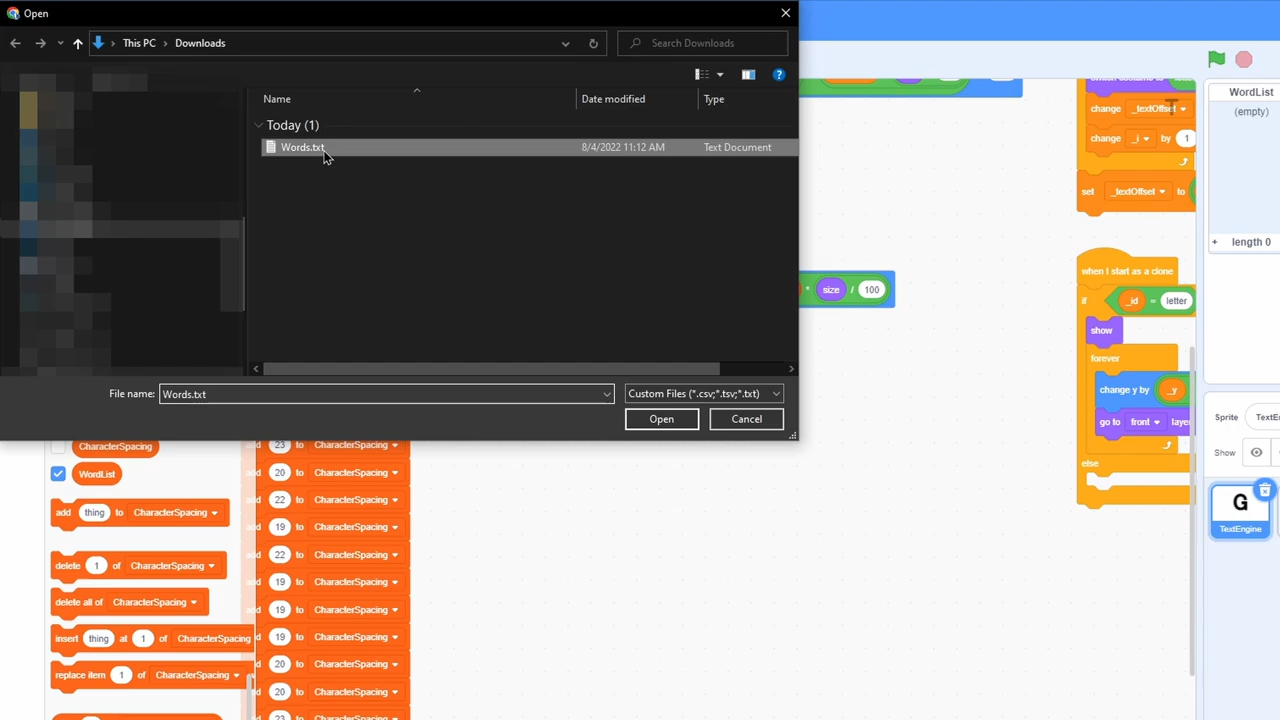 Open
This PC > Downloads
Search Downloads
Name
Date modified
Type
Today (1)
Words.txt
8/4/2022 11:12 AM
Text Document
File name:
Words.txt
Custom Files (*.csv;*.tsv;*.txt)
Open
Cancel
CharacterSpacing
WordList
add thing to CharacterSpacing
delete 1 of CharacterSpacing
delete all of CharacterSpacing
insert thing at 1 of CharacterSpacing
replace item 1 of CharacterSpacing
23 to CharacterSpacing
20 to CharacterSpacing
22 to CharacterSpacing
19 to CharacterSpacing
22 to CharacterSpacing
19 to CharacterSpacing
19 to CharacterSpacing
19 to CharacterSpacing
20 to CharacterSpacing
20 to CharacterSpacing
23 to CharacterSpacing
* size / 100
change _textOffset
change _i by 1
set _textOffset to
when I start as a clone
if _id = letter
show
forever
change y by _y
go to front laye
else
WordList
(empty)
+ length 0
Sprite TextEn
Show
G
TextEngine